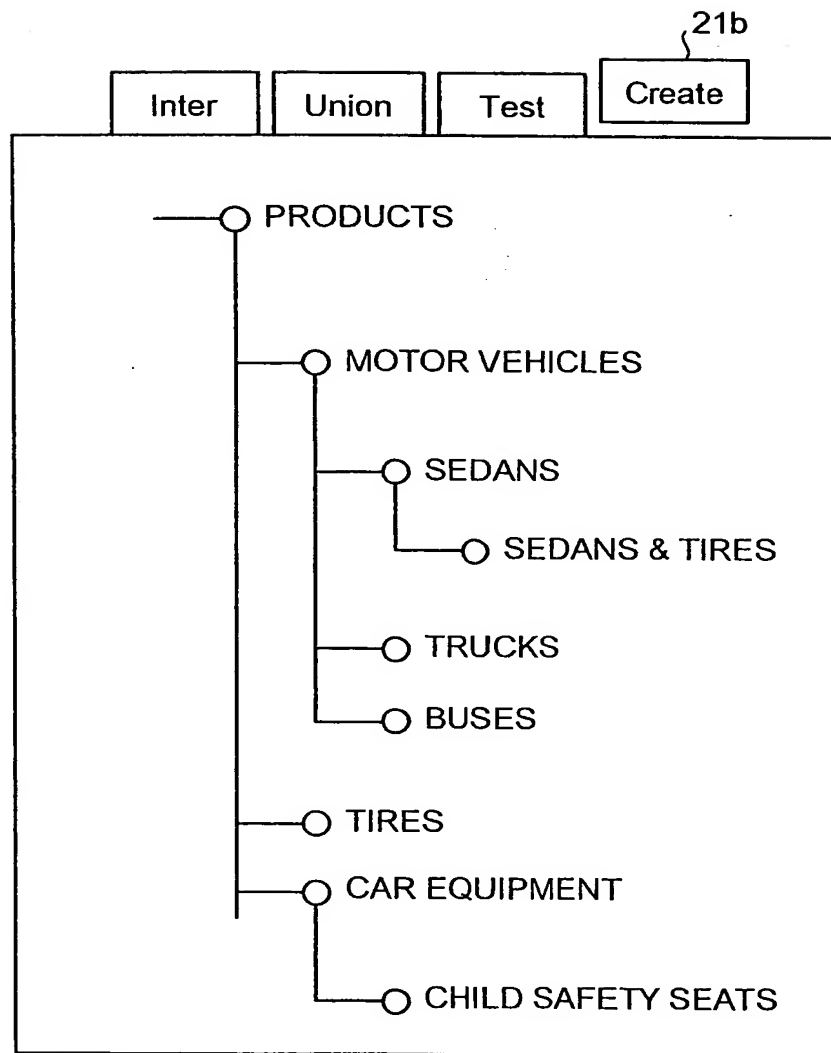 21b
Inter Union Test Create
PRODUCTS
MOTOR VEHICLES
SEDANS
SEDANS & TIRES
TRUCKS
BUSES
TIRES
CAR EQUIPMENT
CHILD SAFETY SEATS